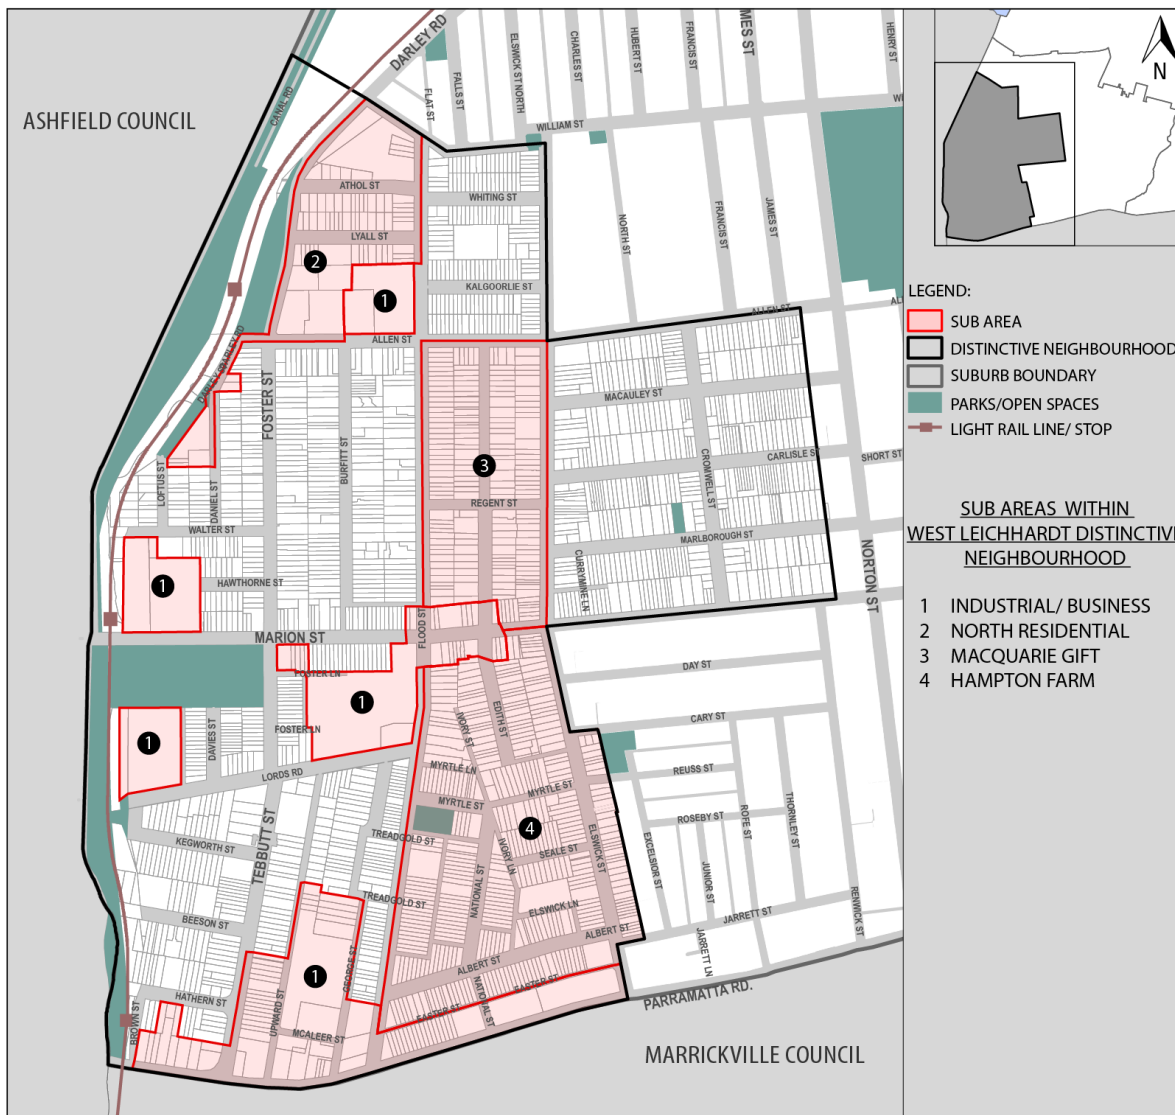 DARLEY RD
CANAL RD
FLAT ST
FALLS ST
ELSWICK ST NORTH
CHARLES ST
HUBERT ST
FRANCIS ST
MES ST
HENRY ST
N
ASHFIELD COUNCIL
WILLIAM ST
WI
ATHOL ST
WHITING ST
LYALL ST
2
NORTH ST
FRANCIS ST
JAMES ST
1
KALGOORLIE ST
LEGEND:
SUB AREA
DISTINCTIVE NEIGHBOURHOOD
SUBURB BOUNDARY
PARKS/OPEN SPACES
LIGHT RAIL LINE/ STOP
ALLEN ST
ALLEN ST
FOSTER ST
MACAULEY ST
BURFITT ST
3
CROMWELL ST
CARLISLE ST
SHORT ST
LOFTUS ST
DANIEL ST
REGENT ST
WALTER ST
MARLBOROUGH ST
SUB AREAS WITHIN
WEST LEICHHARDT DISTINCTIVE
NEIGHBOURHOOD
1 INDUSTRIAL/ BUSINESS
2 NORTH RESIDENTIAL
3 MACQUARIE GIFT
4 HAMPTON FARM
1
HAWTHORNE ST
CURRYMINE LN
NORTON ST
MARION ST
FLOOD ST
FOSTER LN
DAY ST
1
FOSTER LN
IVORY ST
EDITH ST
CARY ST
1
DAVIES ST
LORDS RD
MYRTLE LN
REUSS ST
MYRTLE ST
MYRTLE ST
ROSEBY ST
ROFE ST
THORNLEY ST
TEBBUTT ST
KEGWORTH ST
TREADGOLD ST
4
IVORY LN
SEALE ST
ELSWICK ST
EXCELSIOR ST
JUNIOR ST
TREADGOLD ST
NATIONAL ST
ELSWICK LN
JARRETT ST
RENWICK ST
BEESON ST
ALBERT ST
ALBERT ST
JARRETT LN
1
GEORGE ST
HATHERN ST
UPWARD ST
BROWN ST
MCALEER ST
EASTER ST
EASTER ST
NATIONAL ST
PARRAMATTA RD.
MARRICKVILLE COUNCIL